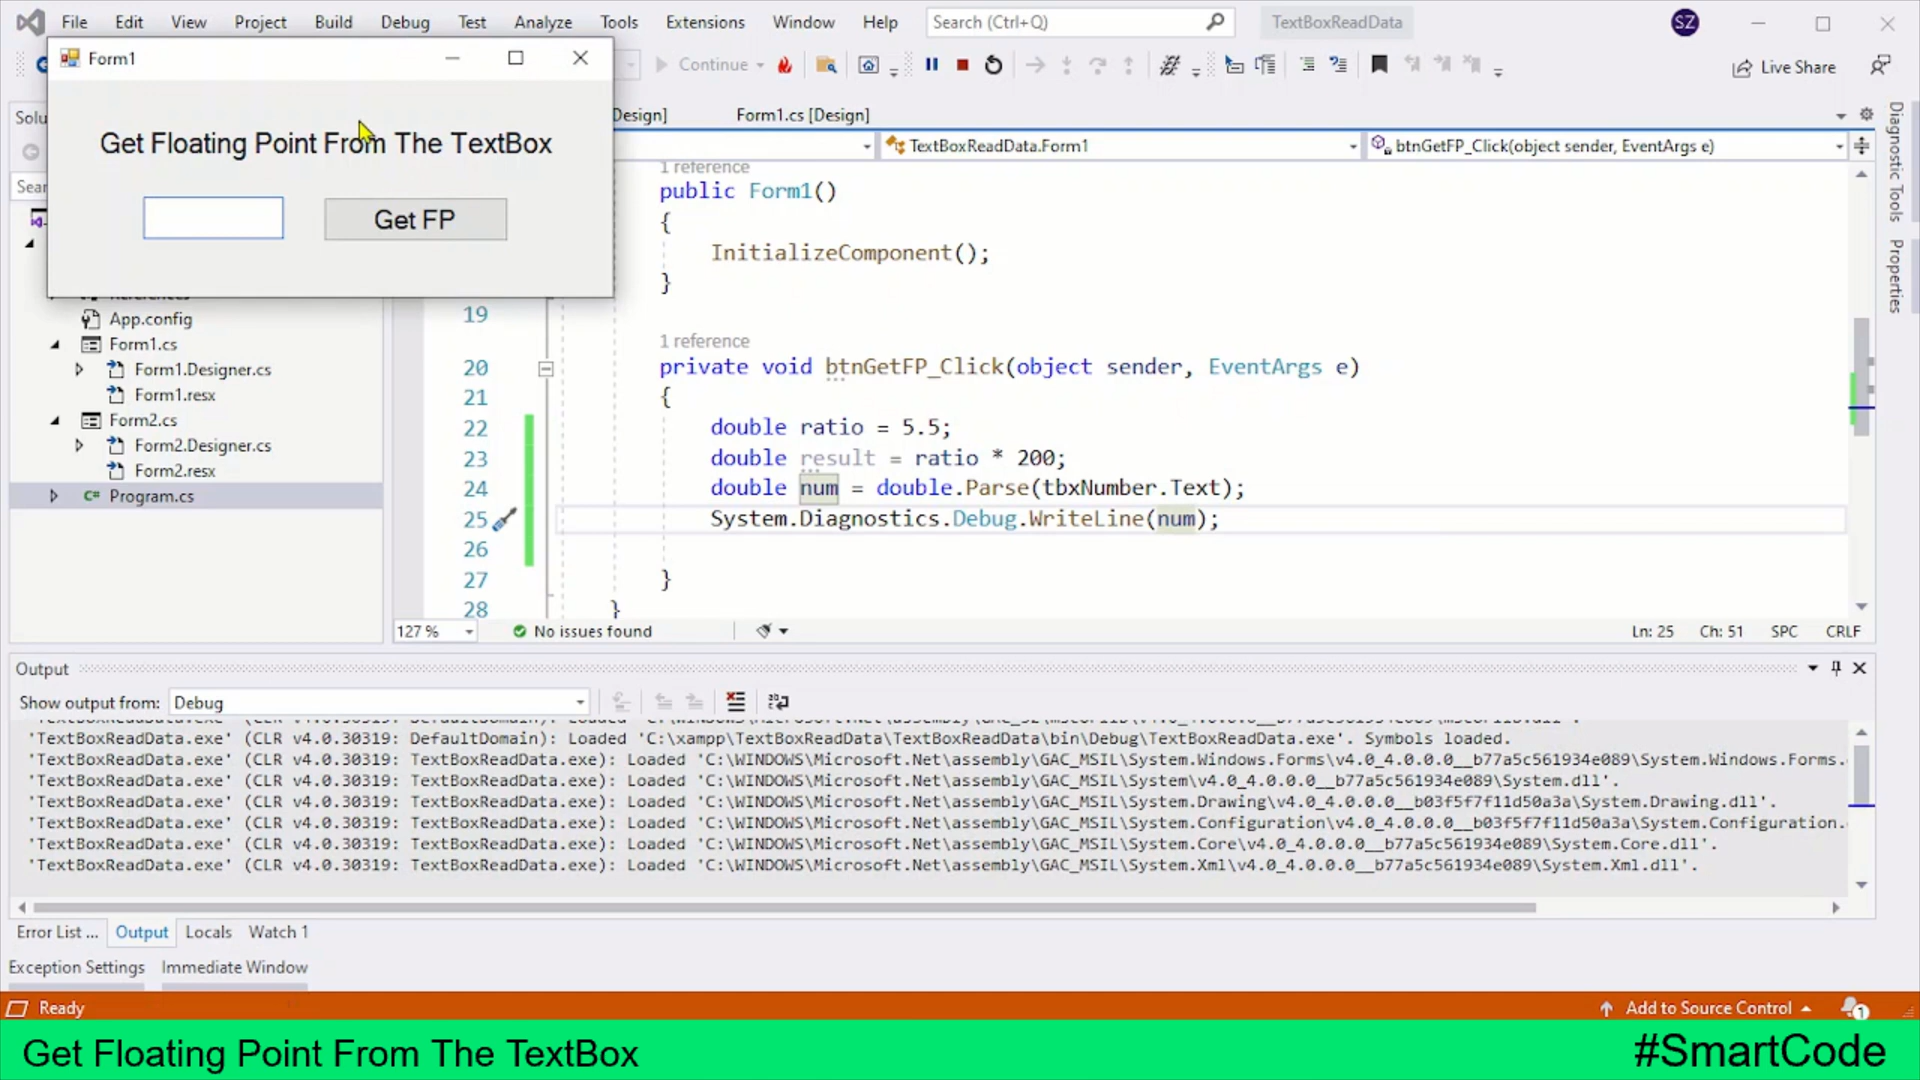 File Edit View Project Build Debug Test Analyze Tools Extensions Window Help Search (Ctrl+Q) TextBoxReadData SZ
Form1
Continue
Live Share
Get Floating Point From The TextBox
Get FP
Solu
Sear
Design] Form1.cs [Design]
TextBoxReadData.Form1 btnGetFP_Click(object sender, EventArgs e)
1 reference
public Form1()
{
InitializeComponent();
}
19
1 reference
20 private void btnGetFP_Click(object sender, EventArgs e)
21 {
22 double ratio = 5.5;
23 double result = ratio * 200;
24 double num = double.Parse(tbxNumber.Text);
25 System.Diagnostics.Debug.WriteLine(num);
26
27 }
28 }
References
App.config
Form1.cs
Form1.Designer.cs
Form1.resx
Form2.cs
Form2.Designer.cs
Form2.resx
C# Program.cs
Diagnostic Tools
Properties
127 % No issues found Ln: 25 Ch: 51 SPC CRLF
Output
Show output from: Debug
'TextBoxReadData.exe' (CLR v4.0.30319: DefaultDomain): Loaded 'C:\xampp\TextBoxReadData\TextBoxReadData\bin\Debug\TextBoxReadData.exe'. Symbols loaded.
'TextBoxReadData.exe' (CLR v4.0.30319: TextBoxReadData.exe): Loaded 'C:\WINDOWS\Microsoft.Net\assembly\GAC_MSIL\System.Windows.Forms\v4.0_4.0.0.0__b77a5c561934e089\System.Windows.Forms.
'TextBoxReadData.exe' (CLR v4.0.30319: TextBoxReadData.exe): Loaded 'C:\WINDOWS\Microsoft.Net\assembly\GAC_MSIL\System\v4.0_4.0.0.0__b77a5c561934e089\System.dll'.
'TextBoxReadData.exe' (CLR v4.0.30319: TextBoxReadData.exe): Loaded 'C:\WINDOWS\Microsoft.Net\assembly\GAC_MSIL\System.Drawing\v4.0_4.0.0.0__b03f5f7f11d50a3a\System.Drawing.dll'.
'TextBoxReadData.exe' (CLR v4.0.30319: TextBoxReadData.exe): Loaded 'C:\WINDOWS\Microsoft.Net\assembly\GAC_MSIL\System.Configuration\v4.0_4.0.0.0__b03f5f7f11d50a3a\System.Configuration.
'TextBoxReadData.exe' (CLR v4.0.30319: TextBoxReadData.exe): Loaded 'C:\WINDOWS\Microsoft.Net\assembly\GAC_MSIL\System.Core\v4.0_4.0.0.0__b77a5c561934e089\System.Core.dll'.
'TextBoxReadData.exe' (CLR v4.0.30319: TextBoxReadData.exe): Loaded 'C:\WINDOWS\Microsoft.Net\assembly\GAC_MSIL\System.Xml\v4.0_4.0.0.0__b77a5c561934e089\System.Xml.dll'.
Error List ... Output Locals Watch 1
Exception Settings Immediate Window
Ready Add to Source Control 1
Get Floating Point From The TextBox #SmartCode